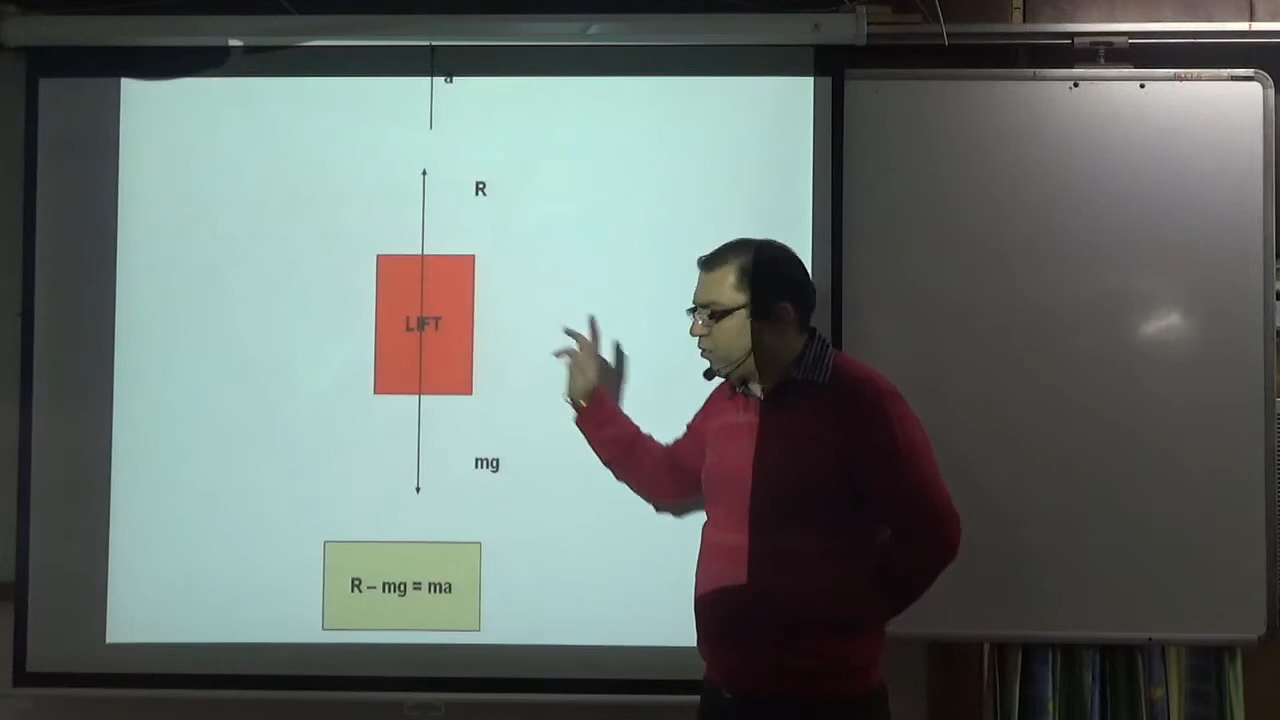 a
R
LIFT
mg
R – mg = ma